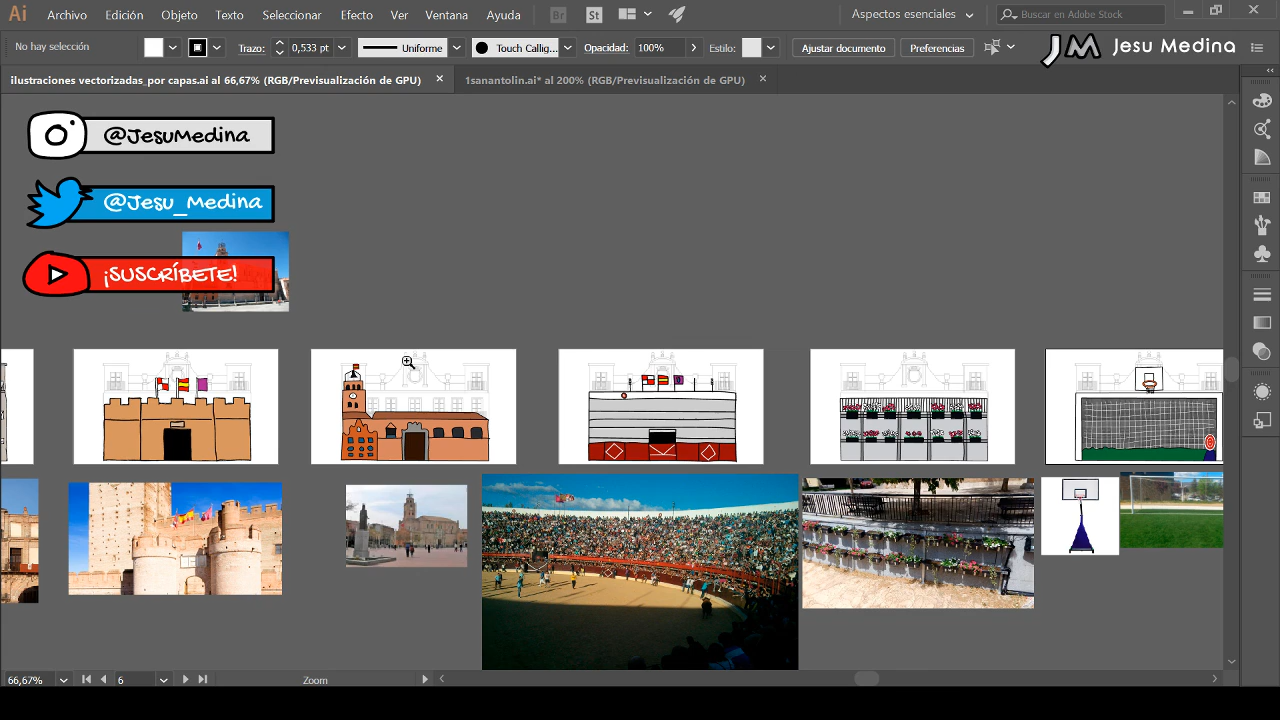 Ai Archivo Edición Objeto Texto Seleccionar Efecto Ver Ventana Ayuda Br St Aspectos esenciales Buscar en Adobe Stock
No hay selección Trazo: 0,533 pt Uniforme Touch Callig... Opacidad: 100% Estilo: Ajustar documento Preferencias JM Jesu Medina
ilustraciones vectorizadas_por capas.ai al 66,67% (RGB/Previsualización de GPU) × 1sanantolin.ai* al 200% (RGB/Previsualización de GPU) ×
@JesuMedina
@Jesu_Medina
¡SUSCRÍBETE!
66,67% 6 Zoom